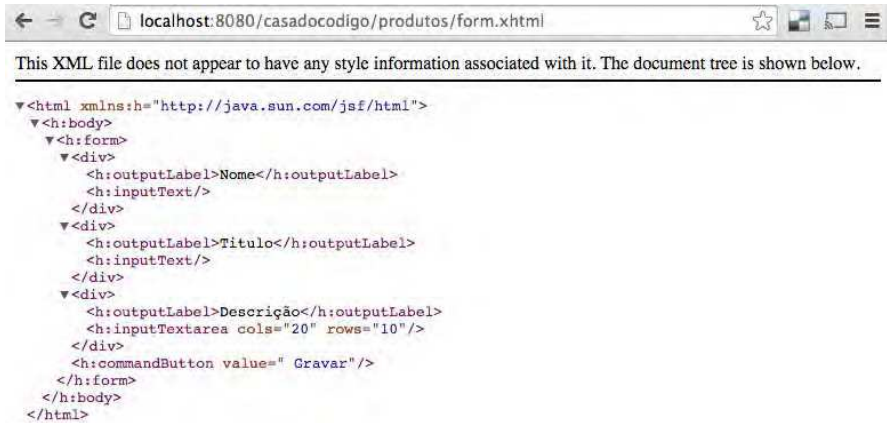 localhost:8080/casadocodigo/produtos/form.xhtml
This XML file does not appear to have any style information associated with it. The document tree is shown below.
▼<html xmlns:h="http://java.sun.com/jsf/html">
▼<h:body>
▼<h:form>
▼<div>
<h:outputLabel>Nome</h:outputLabel>
<h:inputText/>
</div>
▼<div>
<h:outputLabel>Titulo</h:outputLabel>
<h:inputText/>
</div>
▼<div>
<h:outputLabel>Descrição</h:outputLabel>
<h:inputTextarea cols="20" rows="10"/>
</div>
<h:commandButton value=" Gravar"/>
</h:form>
</h:body>
</html>